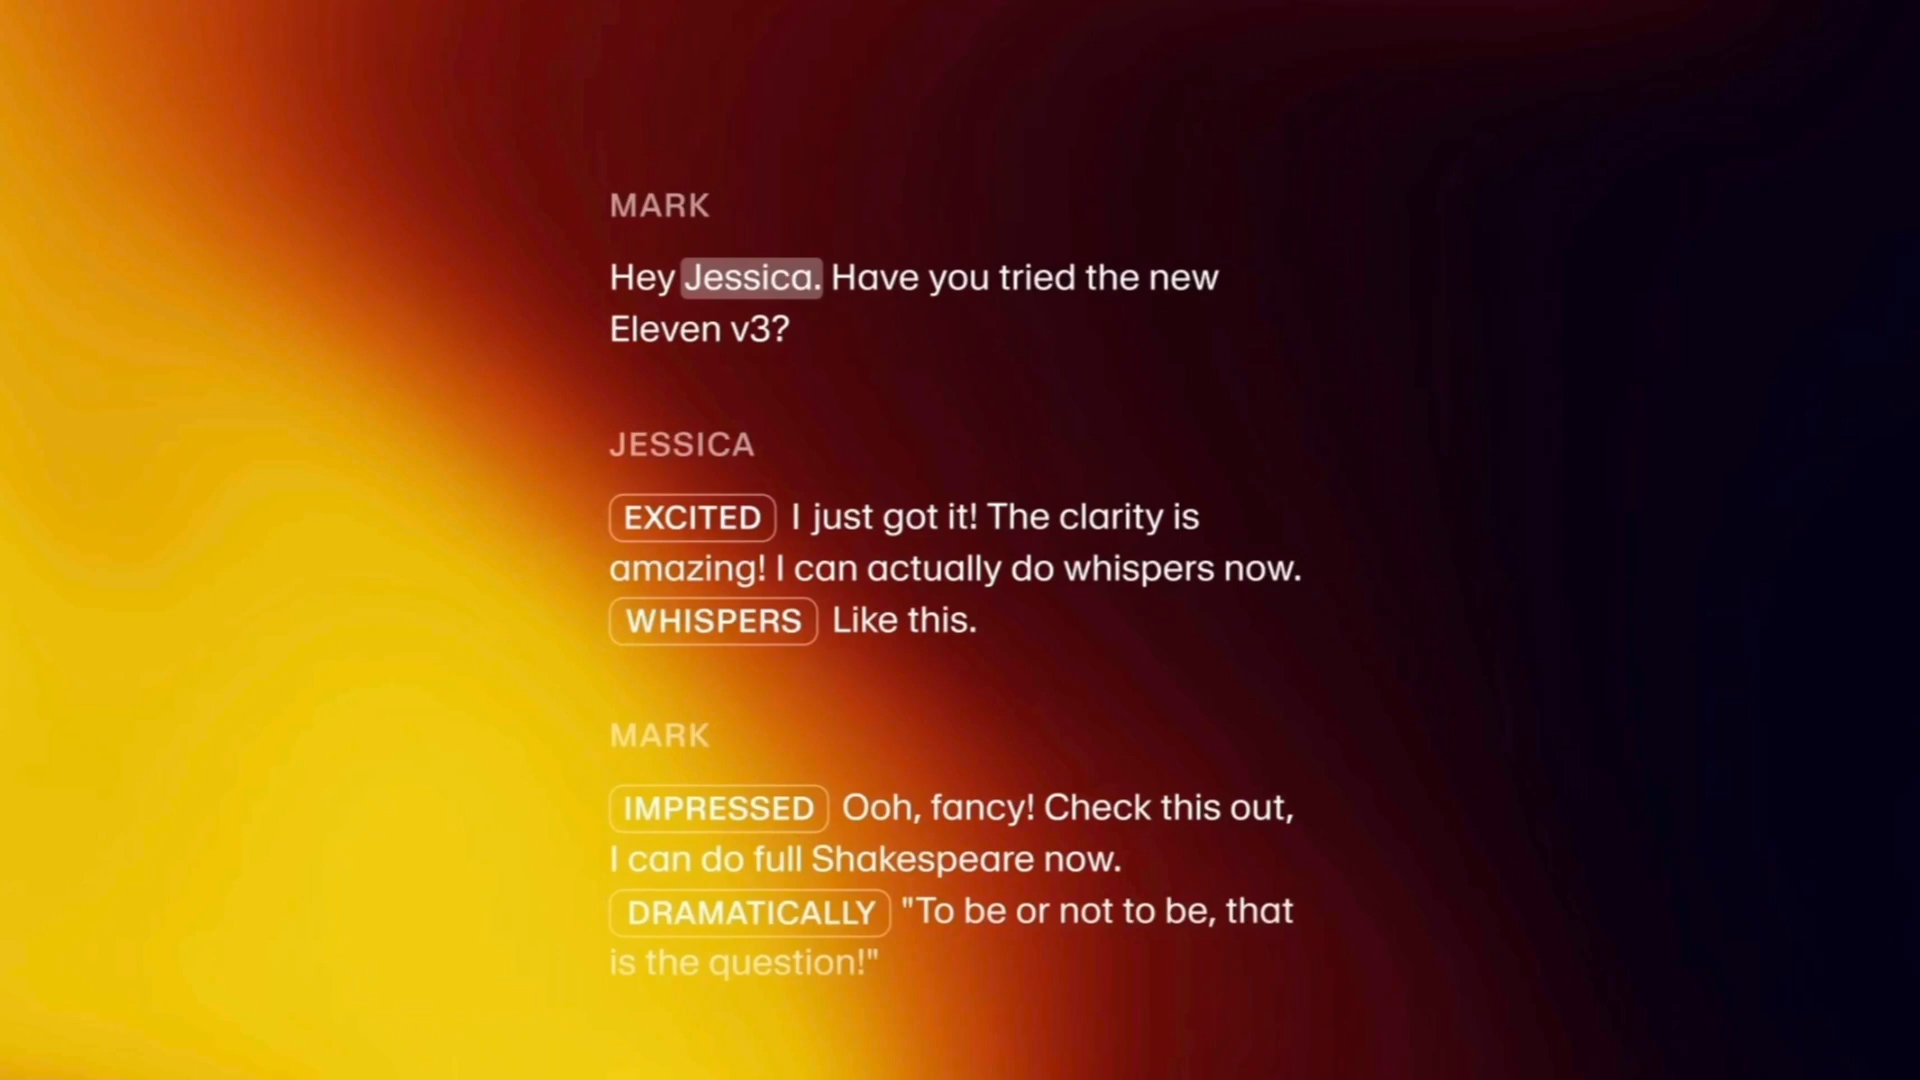 MARK
Hey Jessica. Have you tried the new
Eleven v3?
JESSICA
EXCITED I just got it! The clarity is
amazing! I can actually do whispers now.
WHISPERS Like this.
MARK
IMPRESSED Ooh, fancy! Check this out,
I can do full Shakespeare now.
DRAMATICALLY "To be or not to be, that
is the question!"